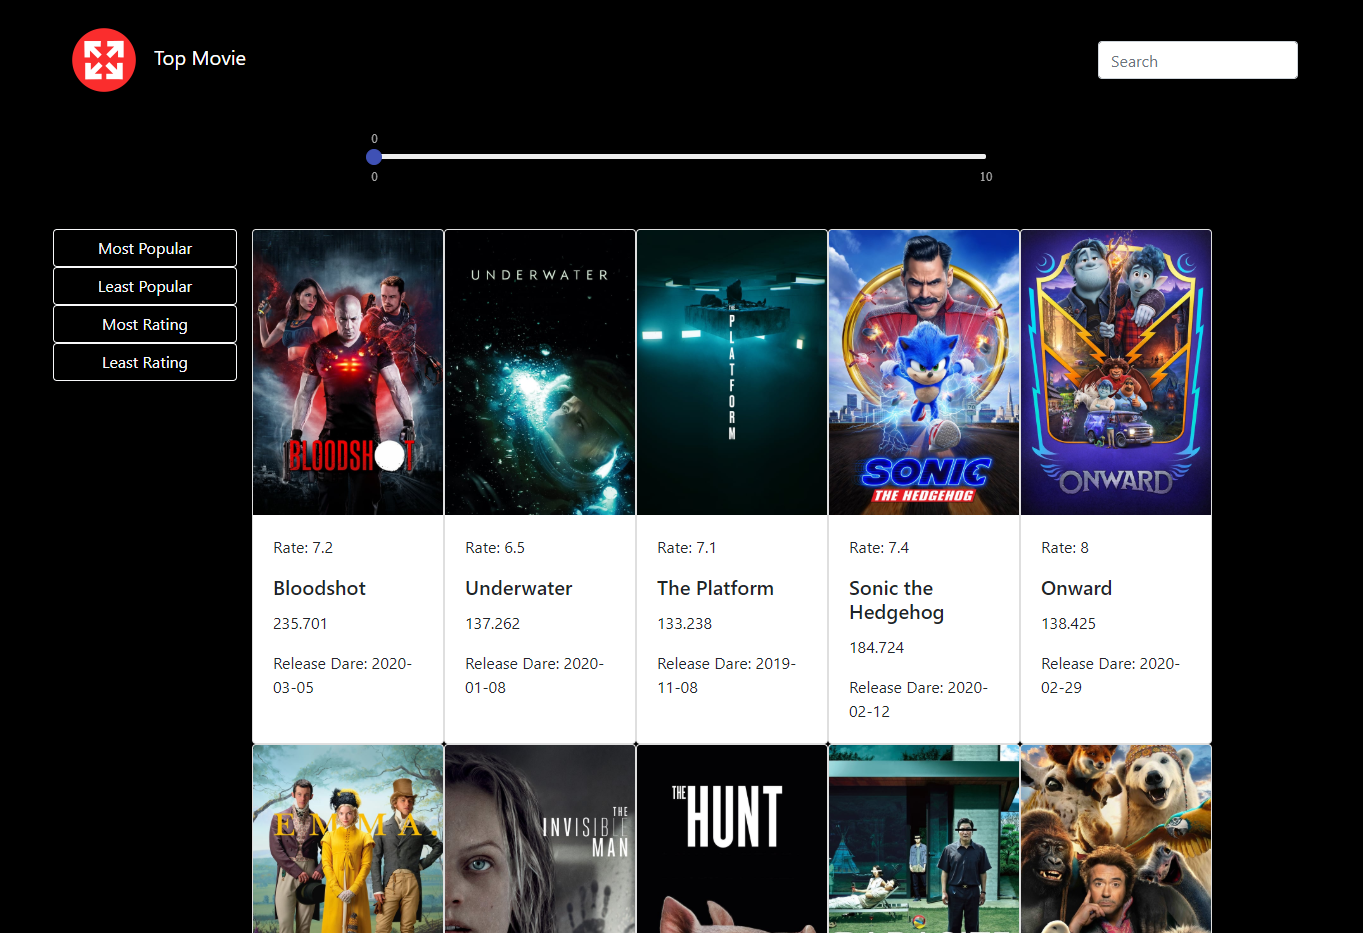 Top Movie
Search
0
0
10
Most Popular
Least Popular
Most Rating
Least Rating
BLOODSHOT
UNDERWATER
THE PLATFORM
SONIC
THE HEDGEHOG
ONWARD
Rate: 7.2
Bloodshot
235.701
Release Dare: 2020-
03-05
Rate: 6.5
Underwater
137.262
Release Dare: 2020-
01-08
Rate: 7.1
The Platform
133.238
Release Dare: 2019-
11-08
Rate: 7.4
Sonic the
Hedgehog
184.724
Release Dare: 2020-
02-12
Rate: 8
Onward
138.425
Release Dare: 2020-
02-29
EMMA.
THE
INVISIBLE
MAN
THE HUNT